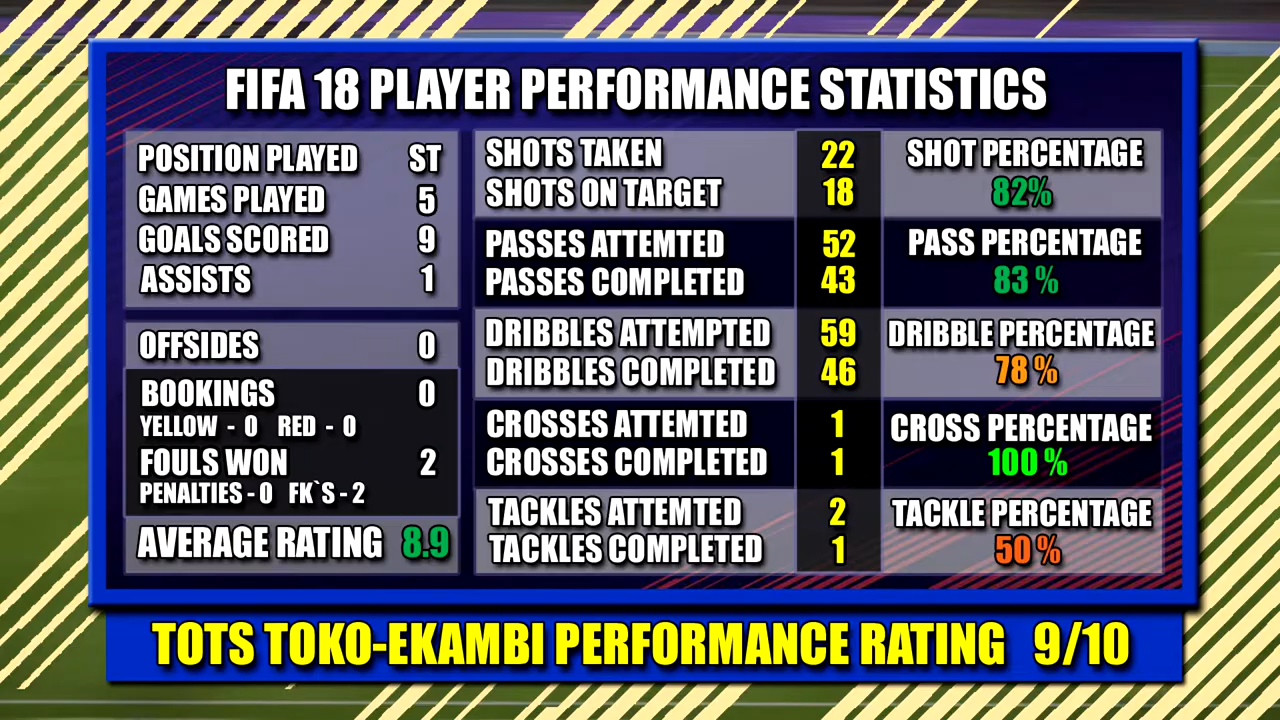 FIFA 18 PLAYER PERFORMANCE STATISTICS
POSITION PLAYED ST
GAMES PLAYED 5
GOALS SCORED 9
ASSISTS 1
OFFSIDES 0
BOOKINGS 0
YELLOW - 0 RED - 0
FOULS WON 2
PENALTIES - 0 FK`S - 2
AVERAGE RATING 8.9
SHOTS TAKEN 22
SHOTS ON TARGET 18
SHOT PERCENTAGE
82%
PASSES ATTEMTED 52
PASSES COMPLETED 43
PASS PERCENTAGE
83 %
DRIBBLES ATTEMPTED 59
DRIBBLES COMPLETED 46
DRIBBLE PERCENTAGE
78 %
CROSSES ATTEMTED 1
CROSSES COMPLETED 1
CROSS PERCENTAGE
100 %
TACKLES ATTEMTED 2
TACKLES COMPLETED 1
TACKLE PERCENTAGE
50 %
TOTS TOKO-EKAMBI PERFORMANCE RATING 9/10